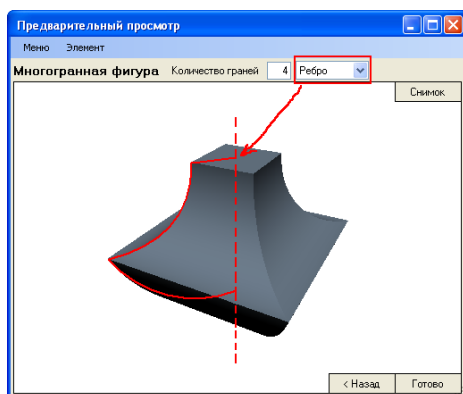 Предварительный просмотр
Меню Элемент
Многогранная фигура Количество граней 4 Ребро
Снимок
< Назад Готово